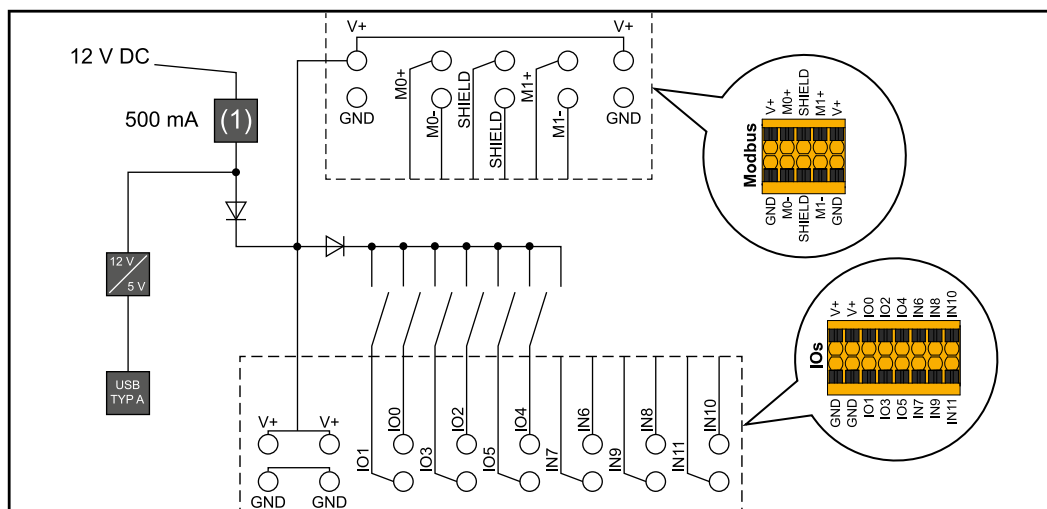 12 V DC
500 mA
(1)
12 V
5 V
USB
TYP A
V+
V+
GND
GND
M0+
M0-
SHIELD
SHIELD
M1+
M1-
Modbus
V+
M0+
SHIELD
M1+
V+
GND
M0-
SHIELD
M1-
GND
V+
V+
GND
GND
IO1
IO0
IO3
IO2
IO5
IO4
IN7
IN6
IN9
IN8
IN11
IN10
IOs
V+
V+
IO0
IO2
IO4
IN6
IN8
IN10
GND
GND
IO1
IO3
IO5
IN7
IN9
IN11